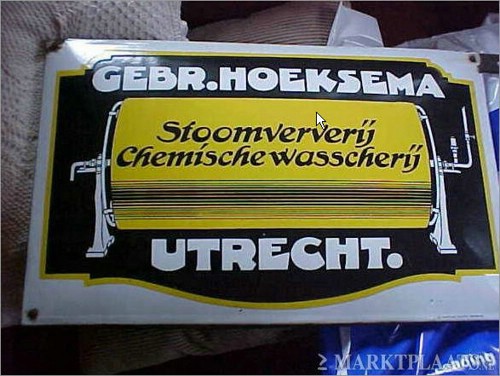 GEBR.HOEKSEMA
Stoomververij
Chemische wasscherij
UTRECHT.
≥ MARKTPLAATS